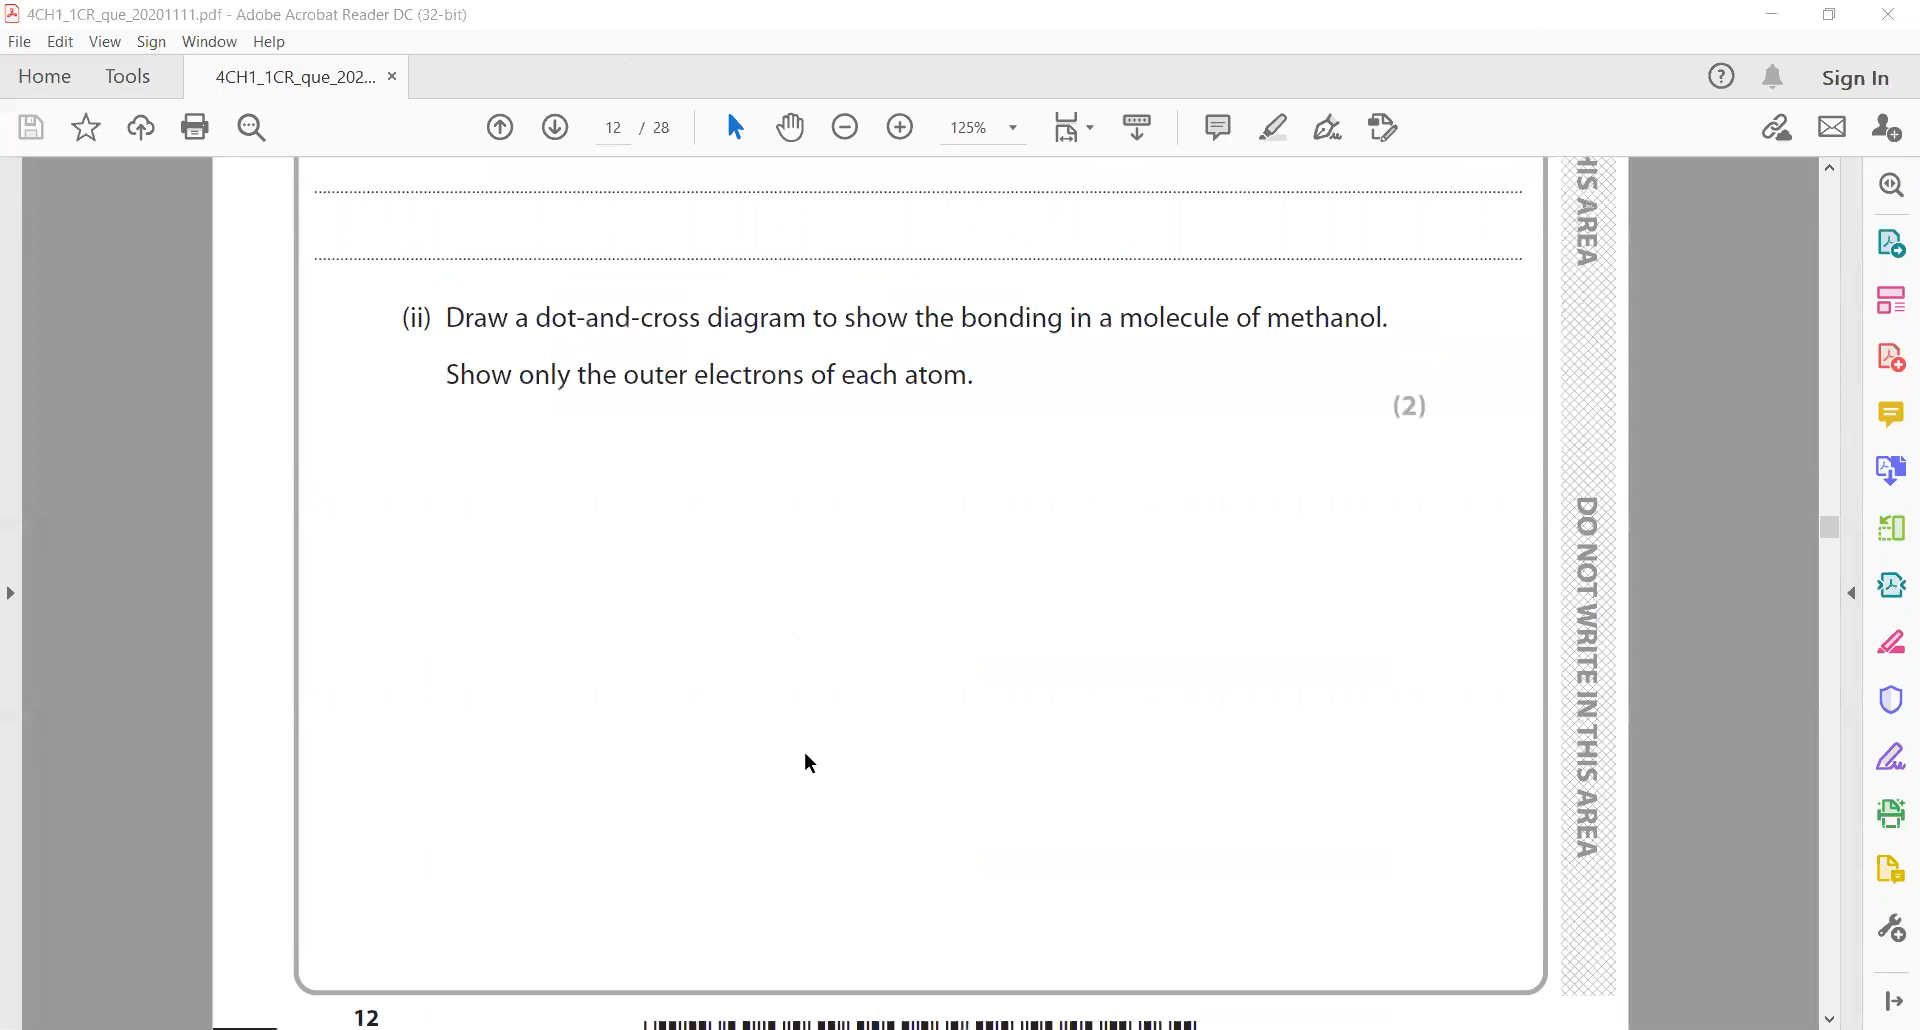 4CH1_1CR_que_20201111.pdf - Adobe Acrobat Reader DC (32-bit)
File Edit View Sign Window Help
Home Tools 4CH1_1CR_que_202... × Sign In
12 / 28 125%
HIS AREA
(ii) Draw a dot-and-cross diagram to show the bonding in a molecule of methanol.
Show only the outer electrons of each atom.
(2)
DO NOT WRITE IN THIS AREA
12